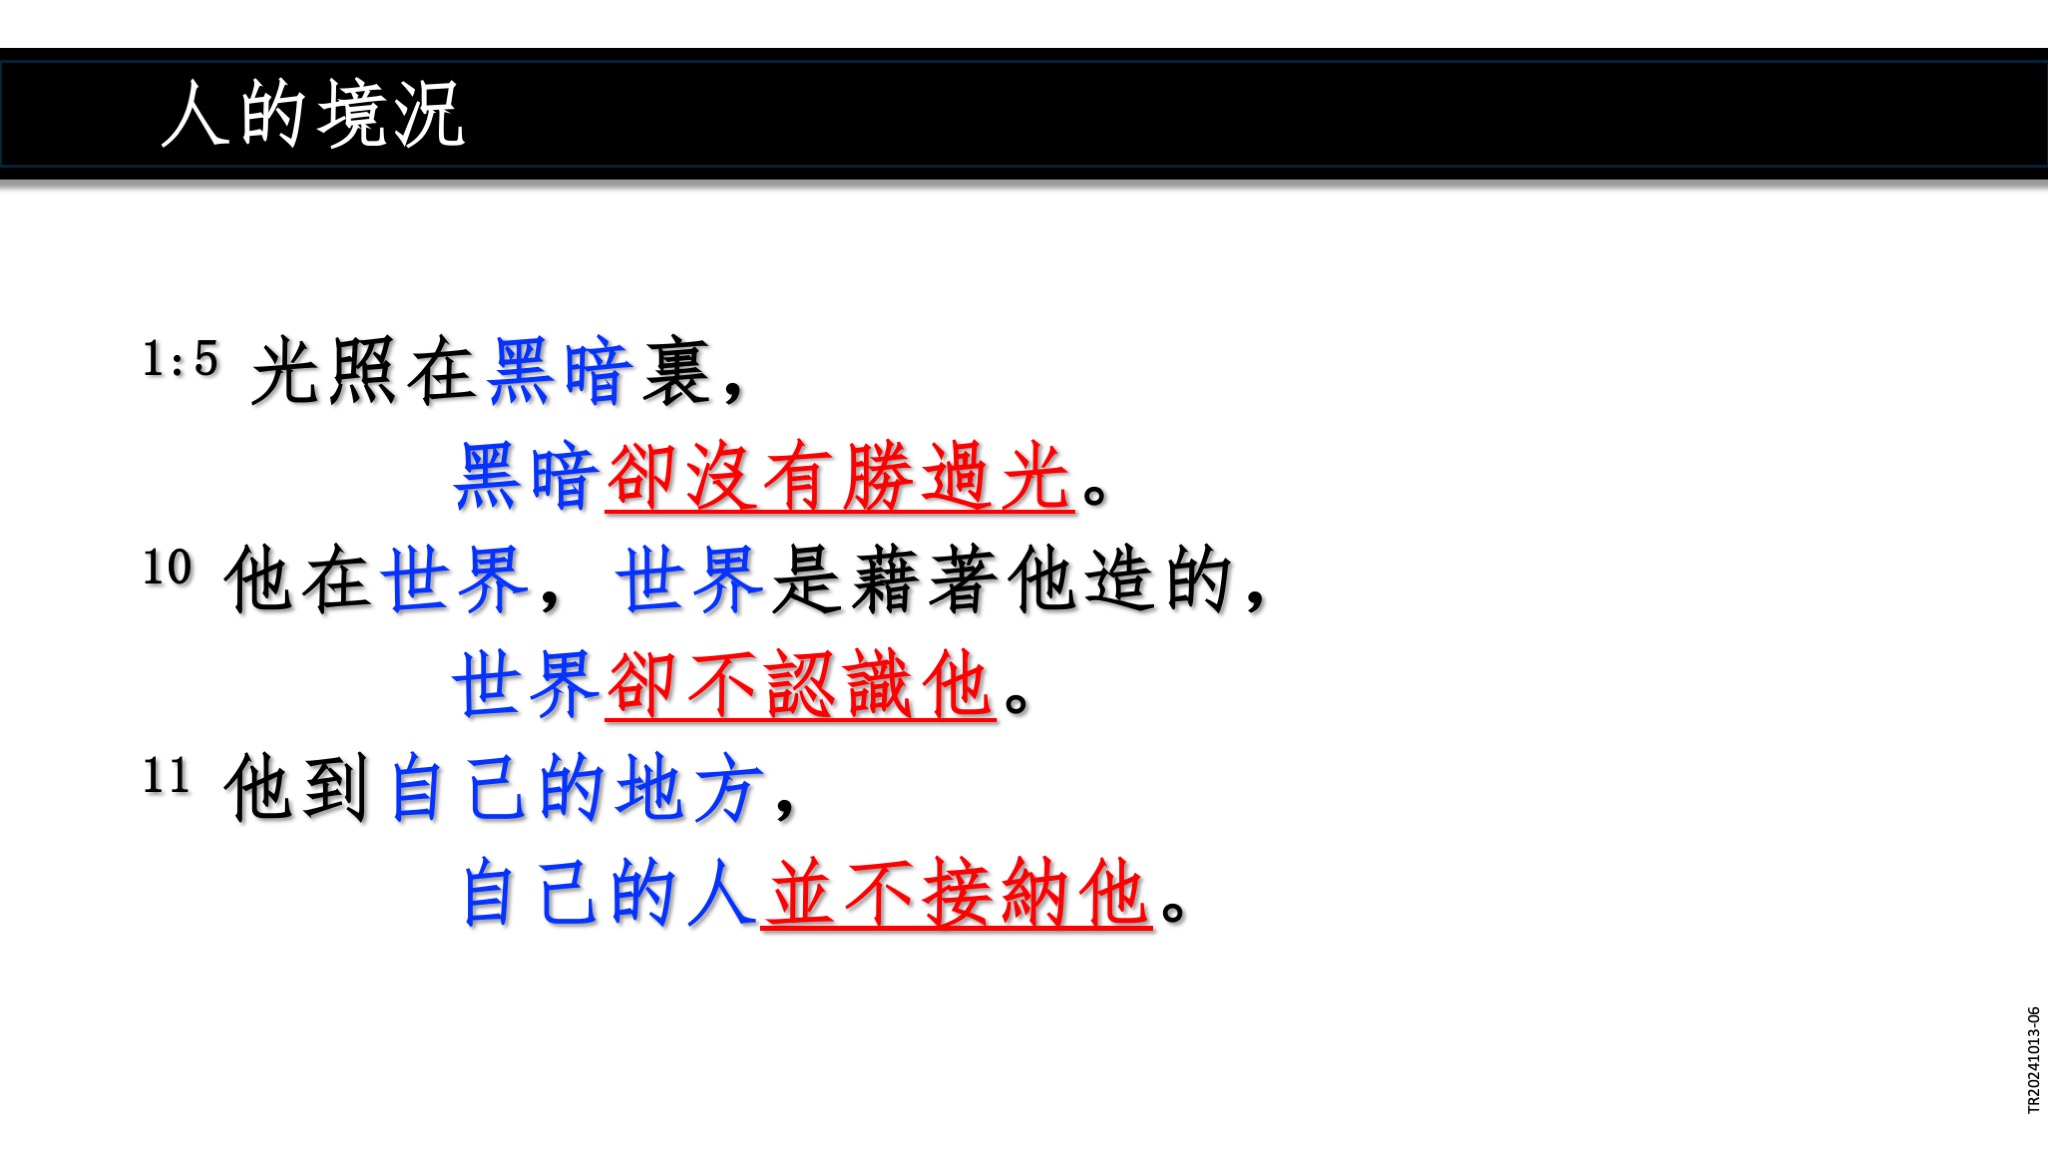 人的境況
1:5 光照在黑暗裏，
黑暗卻沒有勝過光。
10 他在世界，世界是藉著他造的，
世界卻不認識他。
11 他到自己的地方，
自己的人並不接納他。
TR20241013-06